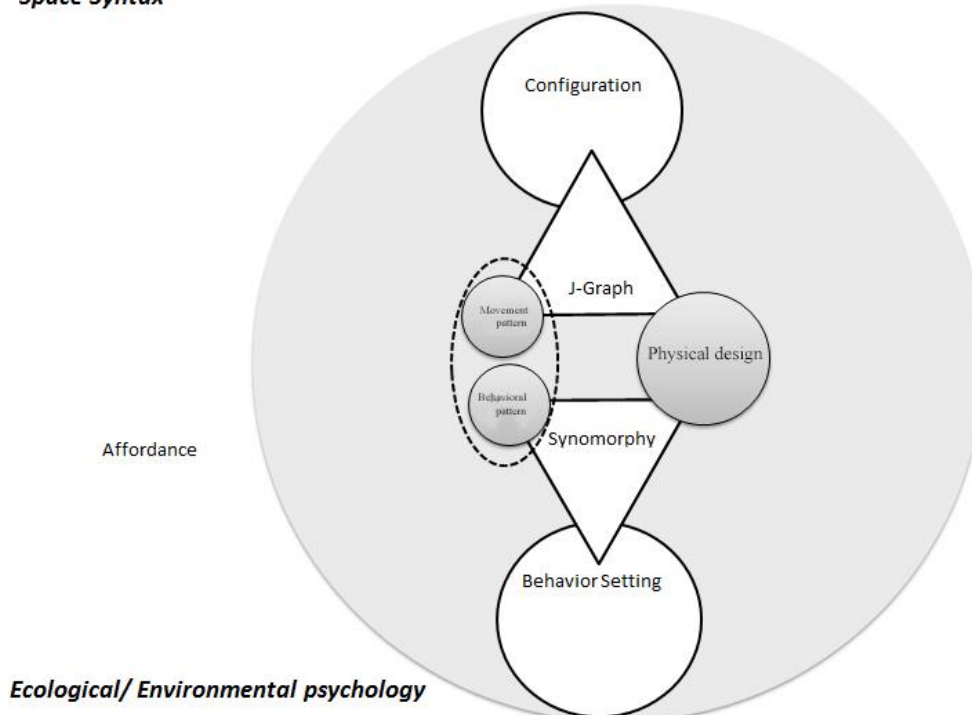 Space Syntax
Configuration
J-Graph
Movement
pattern
Physical design
Behavioral
pattern
Synomorphy
Affordance
Behavior Setting
Ecological/ Environmental psychology